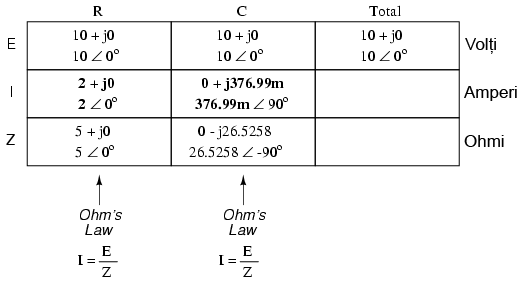 R C Total
E 10 + j0 10 + j0 10 + j0 Volți
10 ∠ 0° 10 ∠ 0° 10 ∠ 0°
I 2 + j0 0 + j376.99m Amperi
2 ∠ 0° 376.99m ∠ 90°
Z 5 + j0 0 - j26.5258 Ohmi
5 ∠ 0° 26.5258 ∠ -90°
Ohm's Ohm's
Law Law
I = E/Z I = E/Z